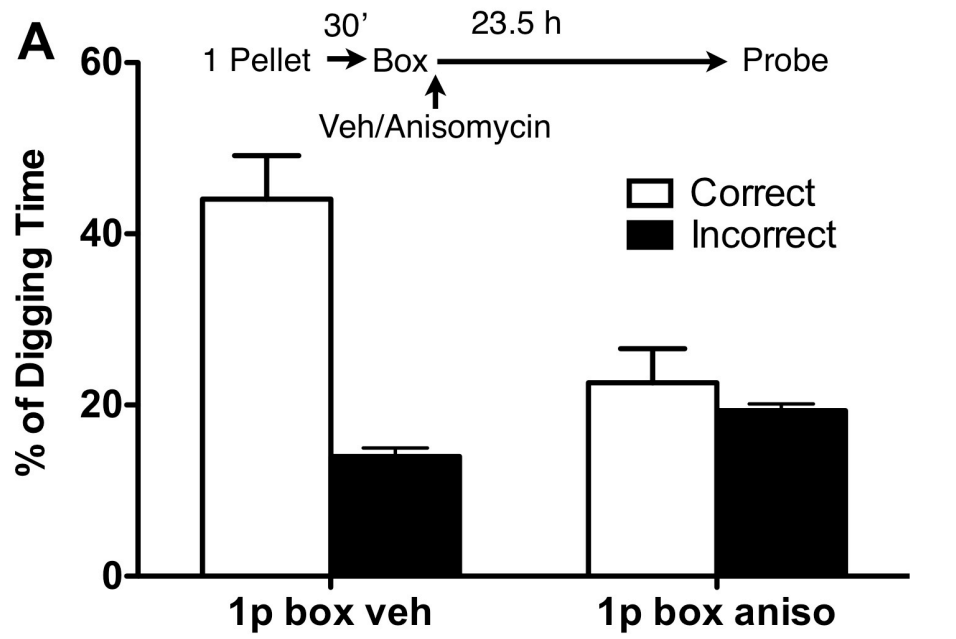 A
30’ 23.5 h
1 Pellet Box Probe
Veh/Anisomycin
60
40
20
0
% of Digging Time
Correct
Incorrect
1p box veh 1p box aniso